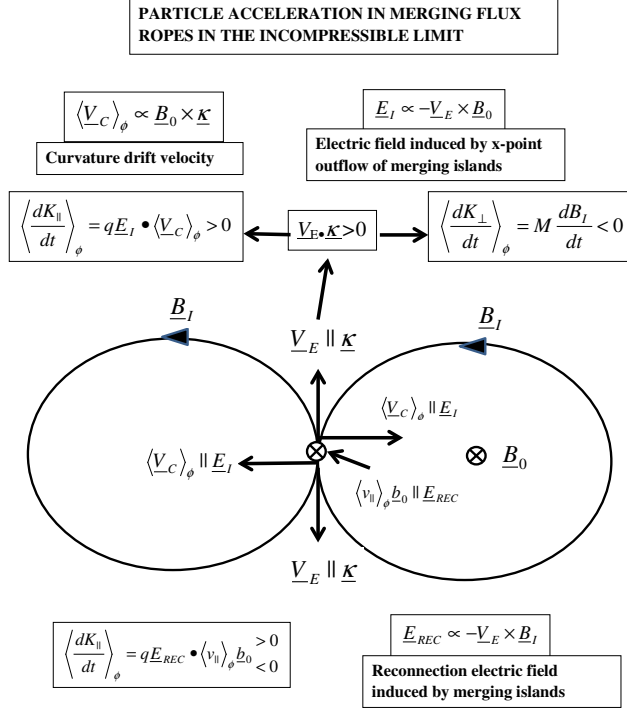 PARTICLE ACCELERATION IN MERGING FLUX
ROPES IN THE INCOMPRESSIBLE LIMIT
⟨V_C⟩_ϕ ∝ B_0 × κ
Curvature drift velocity
E_I ∝ −V_E × B_0
Electric field induced by x-point
outflow of merging islands
⟨dK_∥/dt⟩_ϕ = qE_I • ⟨V_C⟩_ϕ > 0
V_E • κ>0
⟨dK_⊥/dt⟩_ϕ = M dB_I/dt < 0
B_I
B_I
V_E ∥ κ
⟨V_C⟩_ϕ ∥ E_I
⟨V_C⟩_ϕ ∥ E_I
B_0
⟨v_∥⟩_ϕ b_0 ∥ E_REC
V_E ∥ κ
⟨dK_∥/dt⟩_ϕ = qE_REC • ⟨v_∥⟩_ϕ b_0 > 0
< 0
E_REC ∝ −V_E × B_I
Reconnection electric field
induced by merging islands